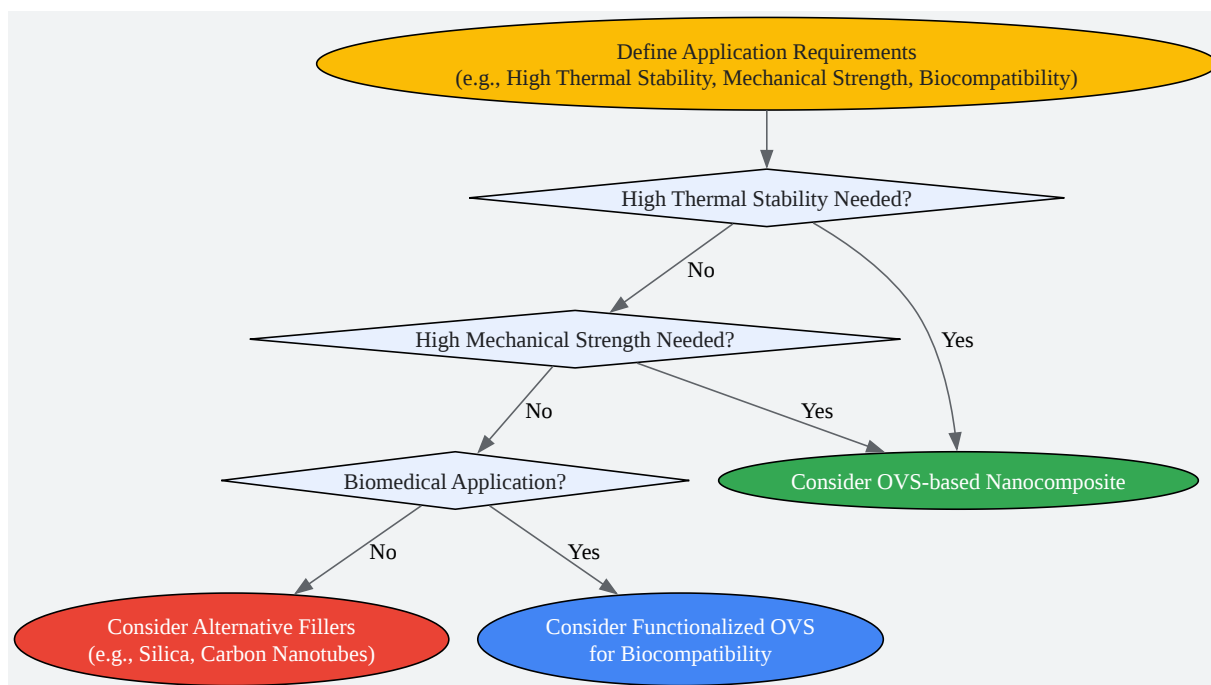 Define Application Requirements
(e.g., High Thermal Stability, Mechanical Strength, Biocompatibility)
High Thermal Stability Needed?
No
High Mechanical Strength Needed?
Yes
No
Yes
Biomedical Application?
Consider OVS-based Nanocomposite
No
Yes
Consider Alternative Fillers
(e.g., Silica, Carbon Nanotubes)
Consider Functionalized OVS
for Biocompatibility